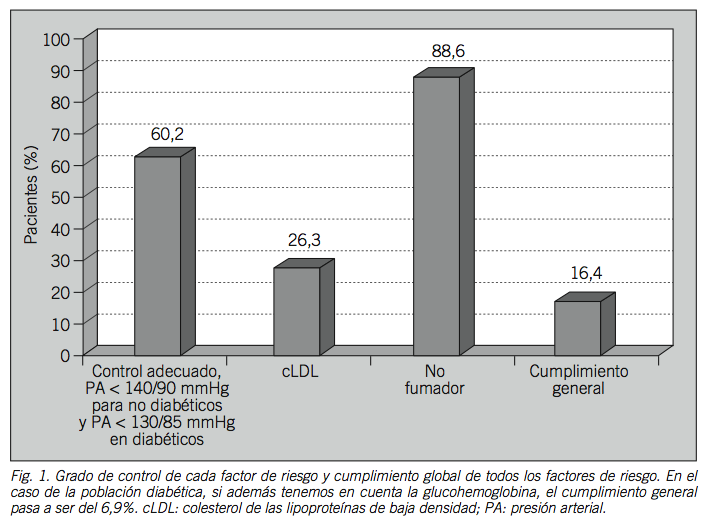 Pacientes (%)
100
90
80
70
60
50
40
30
20
10
0
60,2
26,3
88,6
16,4
Control adecuado,
PA < 140/90 mmHg
para no diabéticos
y PA < 130/85 mmHg
en diabéticos
cLDL
No
fumador
Cumplimiento
general
Fig. 1. Grado de control de cada factor de riesgo y cumplimiento global de todos los factores de riesgo. En el
caso de la población diabética, si además tenemos en cuenta la glucohemoglobina, el cumplimiento general
pasa a ser del 6,9%. cLDL: colesterol de las lipoproteínas de baja densidad; PA: presión arterial.